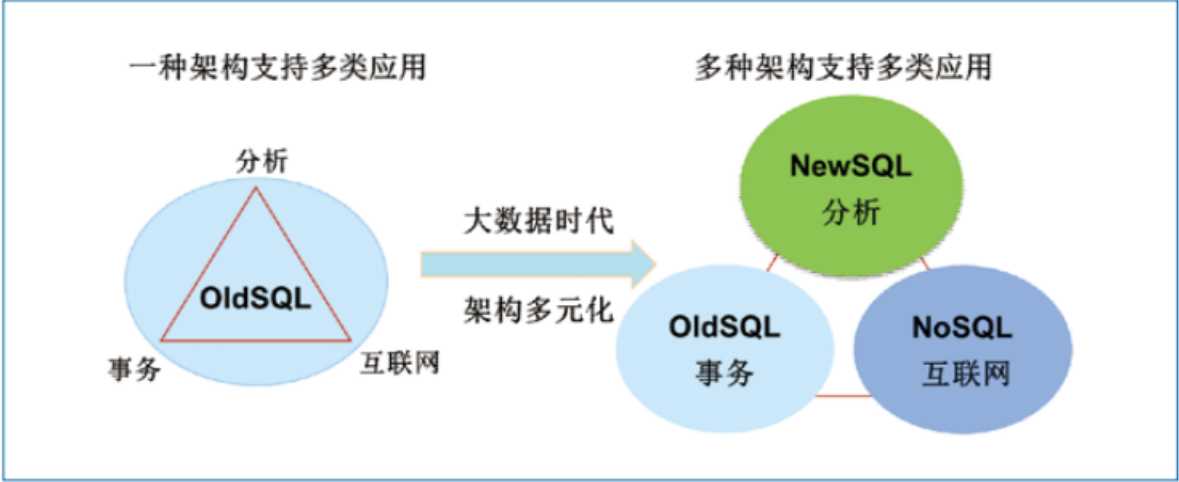 一种架构支持多类应用
分析
OldSQL
事务
互联网
大数据时代
架构多元化
多种架构支持多类应用
NewSQL
分析
OldSQL
事务
NoSQL
互联网